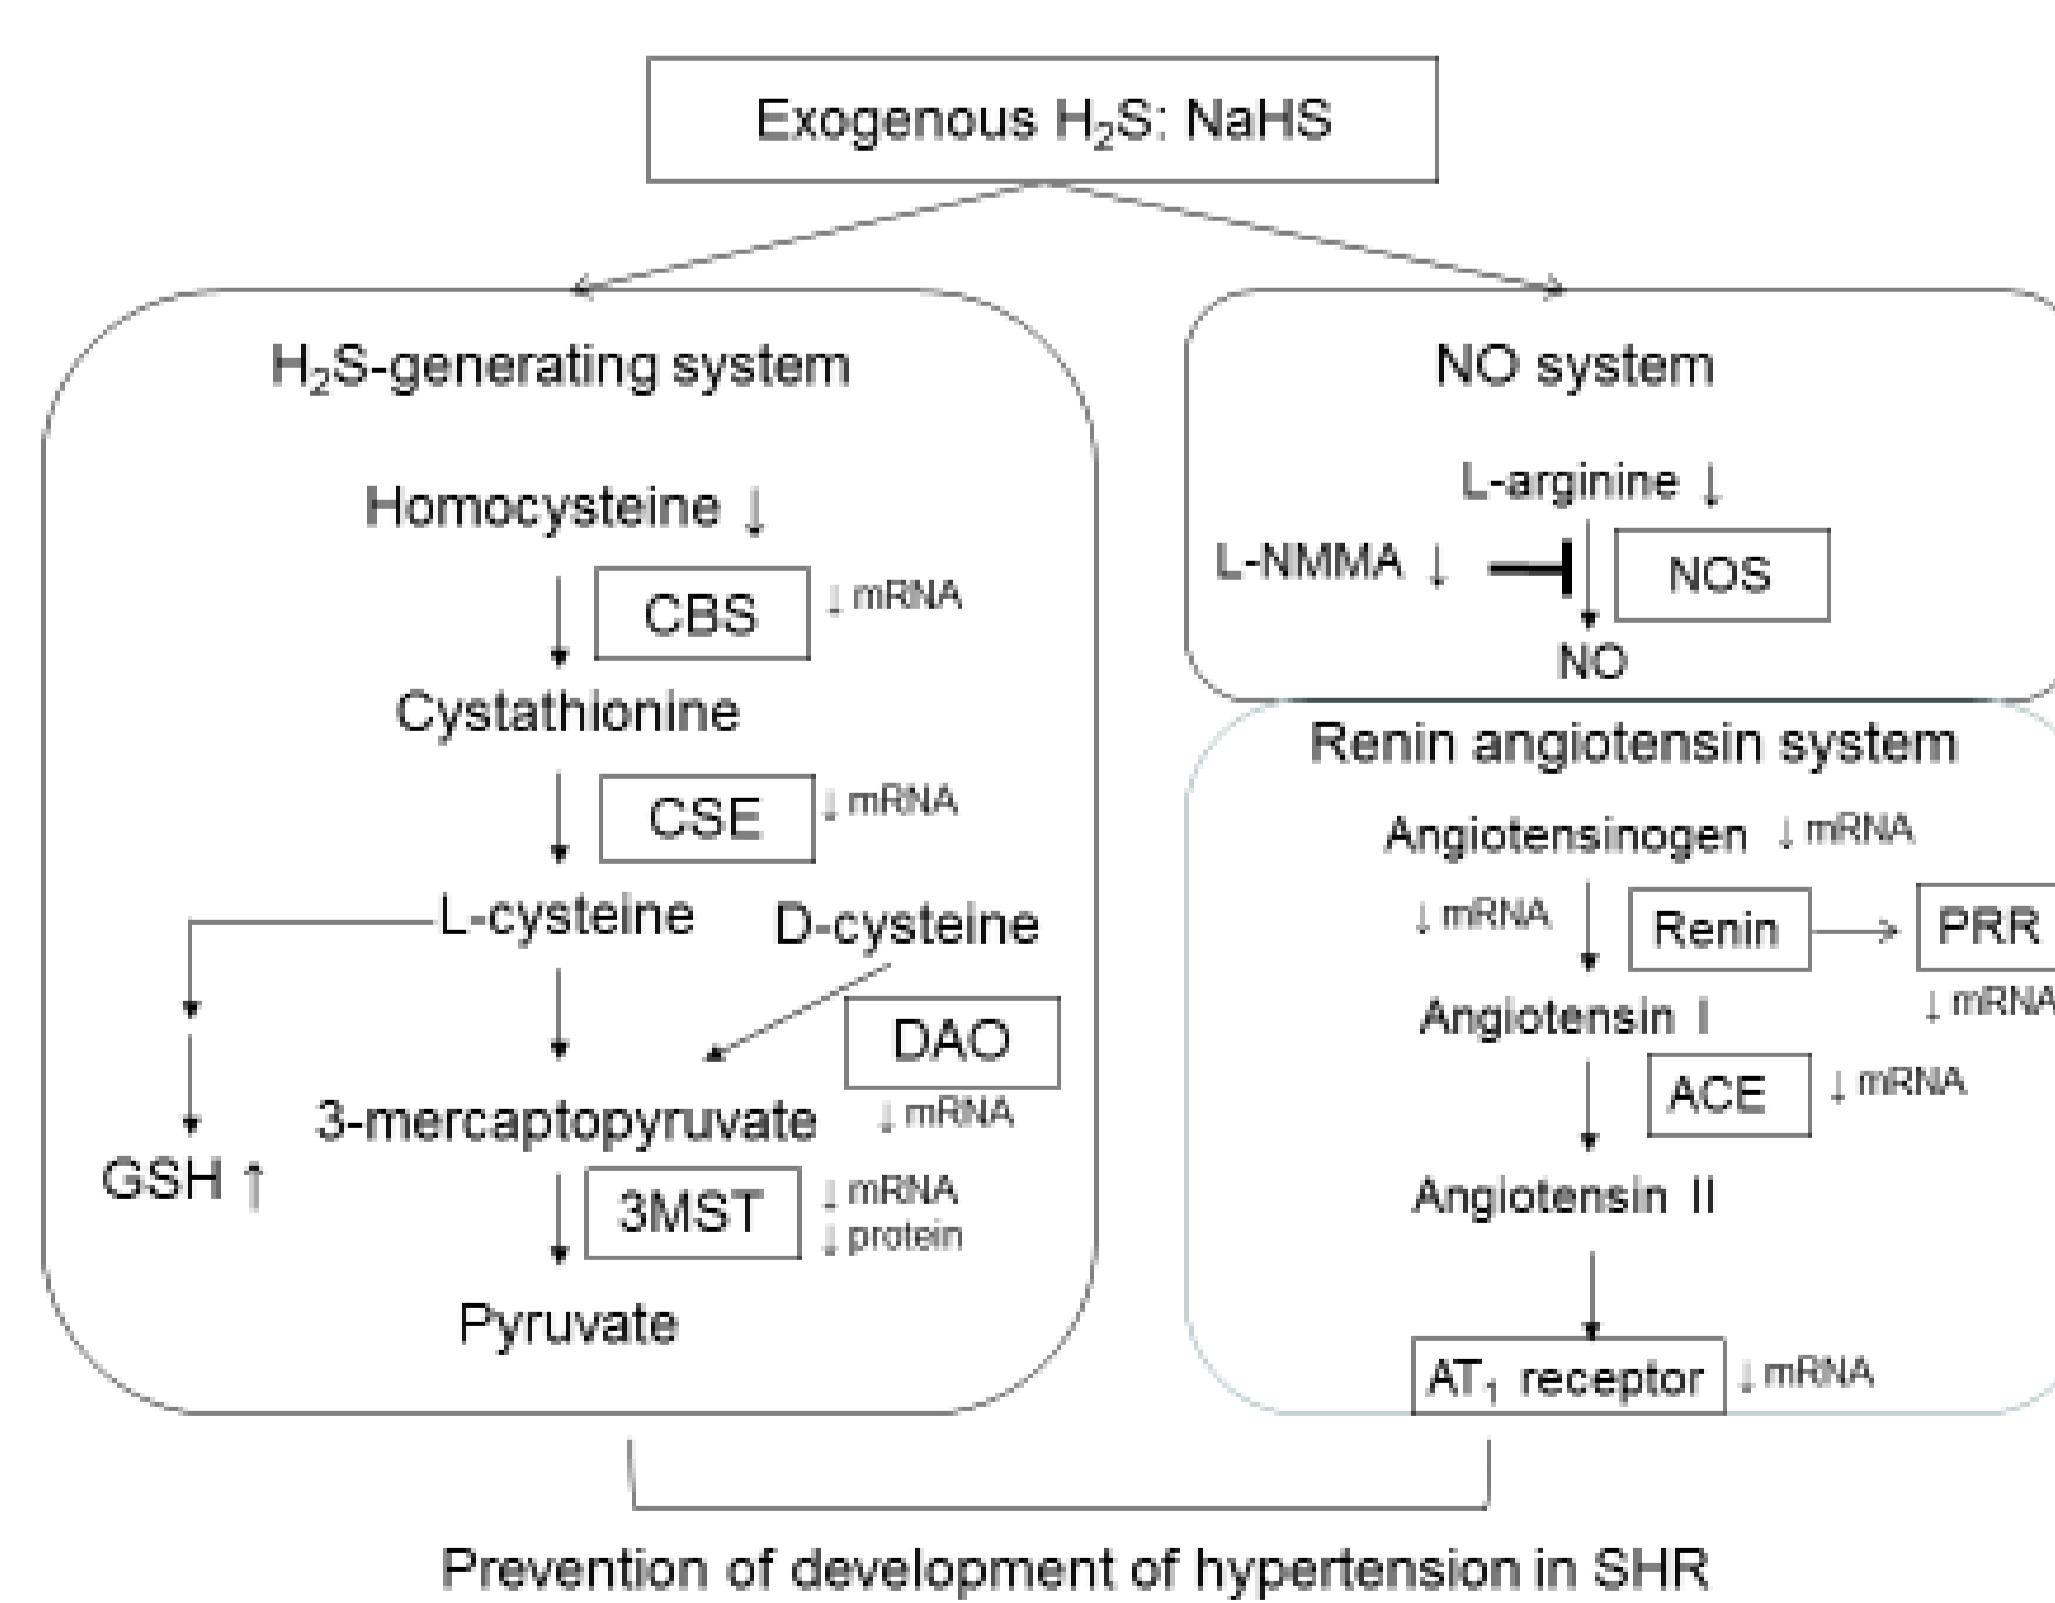 Exogenous H₂S: NaHS
H₂S-generating system
Homocysteine ↓
CBS ↓ mRNA
Cystathionine
CSE ↓ mRNA
L-cysteine D-cysteine
DAO
↓ mRNA
3-mercaptopyruvate
GSH ↑
3MST ↓ mRNA
↓ protein
Pyruvate
NO system
L-arginine ↓
L-NMMA ↓ NOS
NO
Renin angiotensin system
Angiotensinogen ↓ mRNA
↓ mRNA Renin PRR
↓ mRNA
Angiotensin I
ACE ↓ mRNA
Angiotensin II
AT₁ receptor ↓ mRNA
Prevention of development of hypertension in SHR